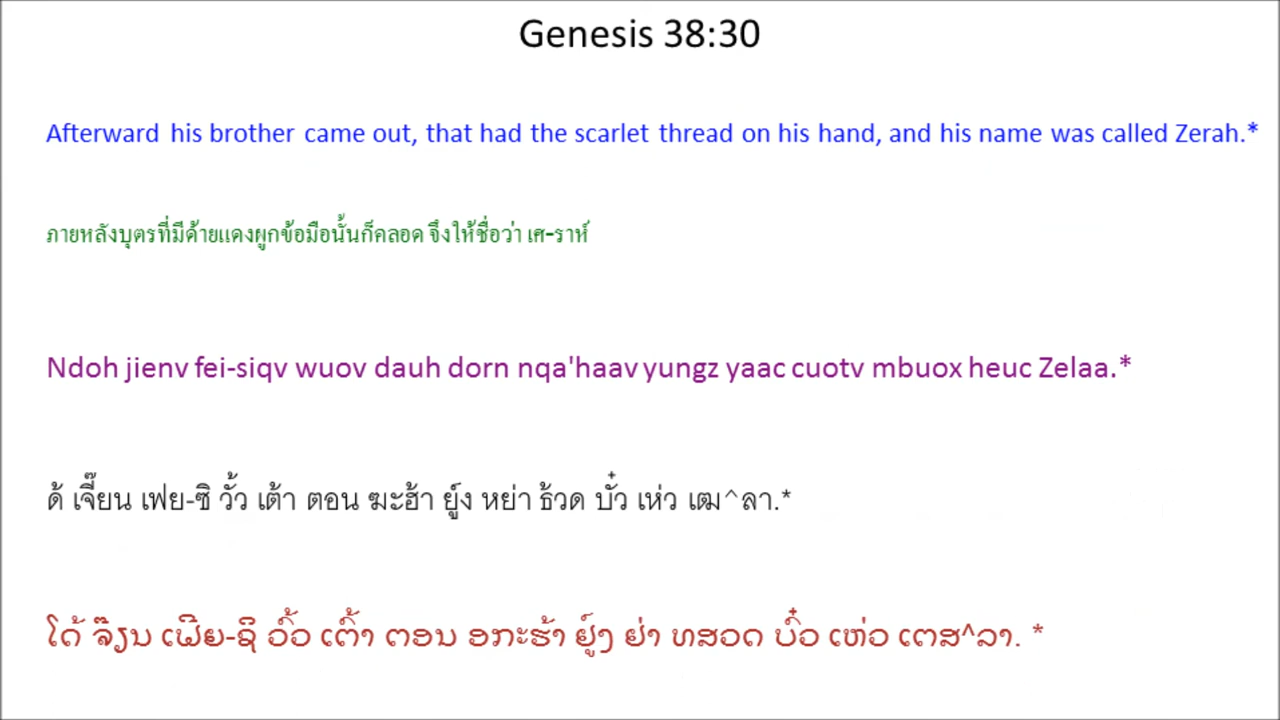 Genesis 38:30
Afterward his brother came out, that had the scarlet thread on his hand, and his name was called Zerah.*
ภายหลังบุตรที่มีด้ายแดงผูกข้อมือนั้นก็คลอด จึงให้ชื่อว่า เศ-ราห์
Ndoh jienv fei-siqv wuov dauh dorn nqa'haav yungz yaac cuotv mbuox heuc Zelaa.*
ด้ เจี๊ยน เฟย-ซิ วั้ว เต้า ตอน ฆะฮ้า ยู์ง หย่า ธ้วด บั๋ว เห่ว เฒ^ลา.*
ໂດ້ ຈ๊ຽນ ເຟີຍ-ຊິ ວົ້ວ ເຕົ້າ ຕອນ ອກະຮ້າ ຢູ໌ງ ຢ່າ ທສວດ ບົ໋ວ ເຫ່ວ ເຕສ^ລາ. *